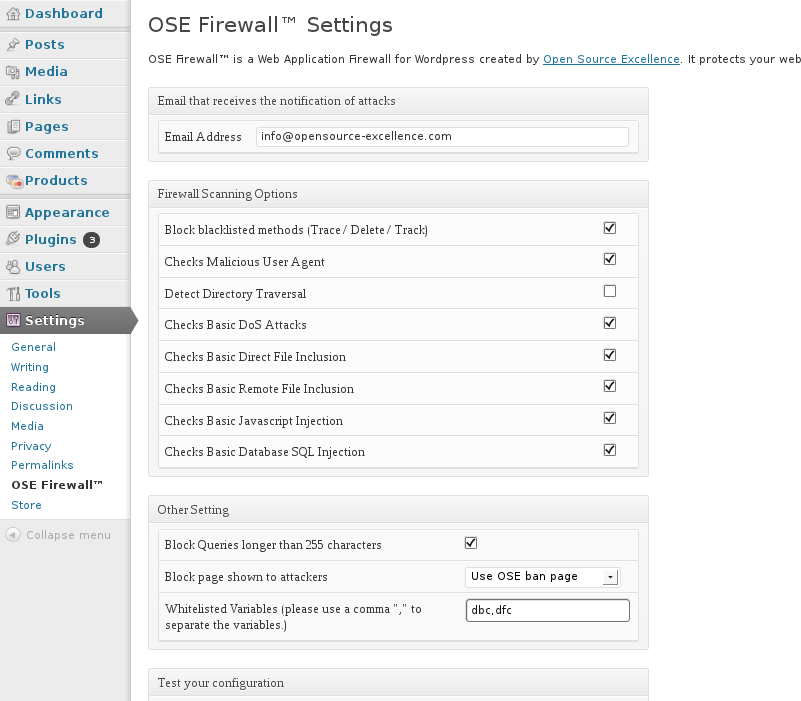 Dashboard
Posts
Media
Links
Pages
Comments
Products
Appearance
Plugins 3
Users
Tools
Settings
General
Writing
Reading
Discussion
Media
Privacy
Permalinks
OSE Firewall™
Store
Collapse menu
OSE Firewall™ Settings
OSE Firewall™ is a Web Application Firewall for Wordpress created by Open Source Excellence. It protects your web
Email that receives the notification of attacks
Email Address info@opensource-excellence.com
Firewall Scanning Options
Block blacklisted methods (Trace / Delete / Track)
Checks Malicious User Agent
Detect Directory Traversal
Checks Basic DoS Attacks
Checks Basic Direct File Inclusion
Checks Basic Remote File Inclusion
Checks Basic Javascript Injection
Checks Basic Database SQL Injection
Other Setting
Block Queries longer than 255 characters
Block page shown to attackers Use OSE ban page
Whitelisted Variables (please use a comma "," to
separate the variables.) dbc,dfc
Test your configuration